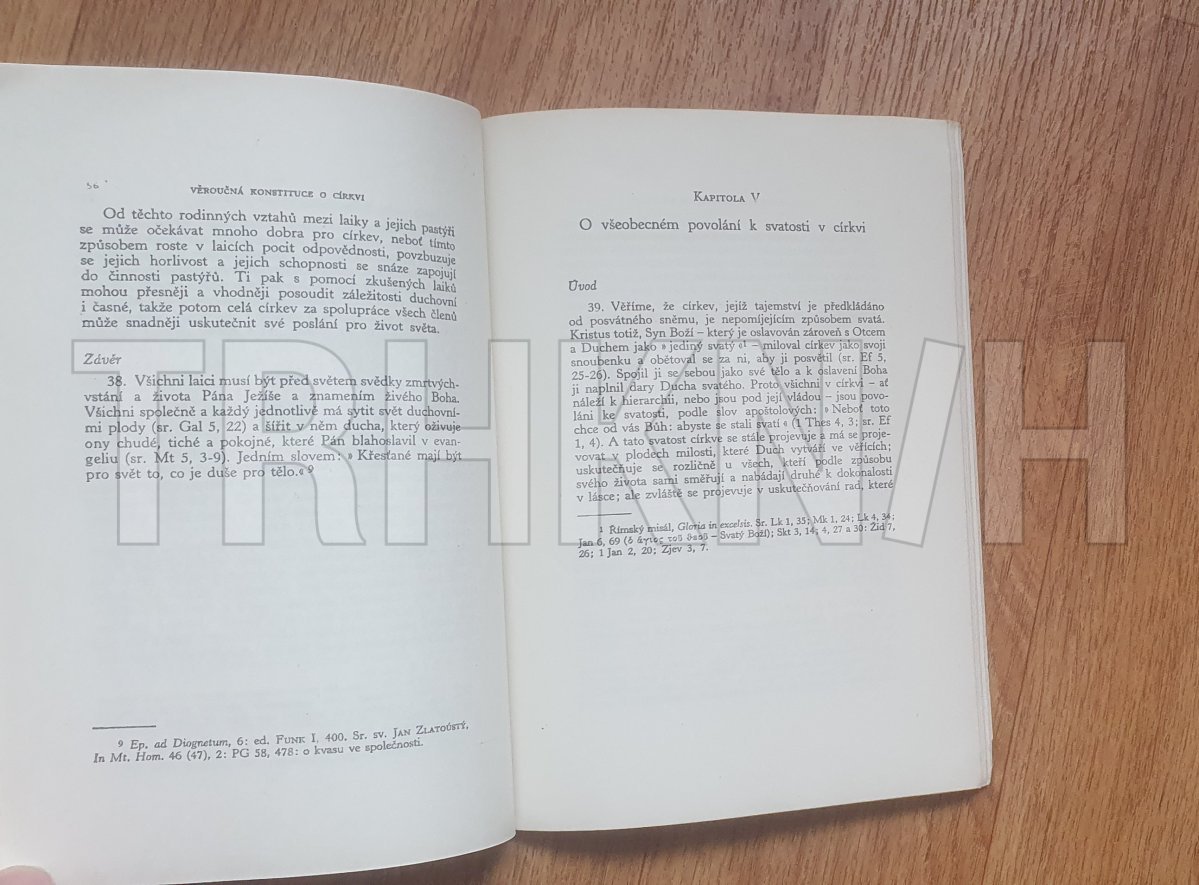 56
VĚROUČNÁ KONSTITUCE O CÍRKVI
Od těchto rodinných vztahů mezi laiky a jejich pastýři
se může očekávat mnoho dobra pro církev, neboť tímto
způsobem roste v laicích pocit odpovědnosti, povzbuzuje
se jejich horlivost a jejich schopnosti se snáze zapojují
do činnosti pastýřů. Ti pak s pomocí zkušených laiků
mohou přesněji a vhodněji posoudit záležitosti duchovní
i časné, takže potom celá církev za spolupráce všech členů
může snadněji uskutečnit své poslání pro život světa.
Závěr
38. Všichni laici musí být před světem svědky zmrtvých-
vstání a života Pána Ježíše a znamením živého Boha.
Všichni společně a každý jednotlivě má sytit svět duchovní-
mi plody (sr. Gal 5, 22) a šířit v něm ducha, který oživuje
ony chudé, tiché a pokojné, které Pán blahoslavil v evan-
geliu (sr. Mt 5, 3-9). Jedním slovem: » Křesťané mají být
pro svět to, co je duše pro tělo.« 9
9 Ep. ad Diognetum, 6: ed. FUNK I, 400. Sr. sv. JAN ZLATOÚSTÝ,
In Mt. Hom. 46 (47), 2: PG 58, 478: o kvasu ve společnosti.
KAPITOLA V
O všeobecném povolání k svatosti v církvi
Úvod
39. Věříme, že církev, jejíž tajemství je předkládáno
od posvátného sněmu, je nepomíjejícím způsobem svatá.
Kristus totiž, Syn Boží – který je oslavován zároveň s Otcem
a Duchem jako » jediný svatý «1 – miloval církev jako svoji
snoubenku a obětoval se za ni, aby ji posvětil (sr. Ef 5,
25-26). Spojil ji se sebou jako své tělo a k oslavení Boha
ji naplnil dary Ducha svatého. Proto všichni v církvi – ať
náleží k hierarchii, nebo jsou pod její vládou – jsou povo-
láni ke svatosti, podle slov apoštolových: » Neboť toto
chce od vás Bůh: abyste se stali svatí « (1 Thes 4, 3; sr. Ef
1, 4). A tato svatost církve se stále projevuje a má se proje-
vovat v plodech milosti, které Duch vytváří ve věřících;
uskutečňuje se rozličně u všech, kteří podle způsobu
svého života sami směřují a nabádají druhé k dokonalosti
v lásce; ale zvláště se projevuje v uskutečňování rad, které
1 Římský misál, Gloria in excelsis. Sr. Lk 1, 35; Mk 1, 24; Lk 4, 34;
Jan 6, 69 (ὁ ἅγιος τοῦ θεοῦ – Svatý Boží); Skt 3, 14; 4, 27 a 30: Žid 7,
26; 1 Jan 2, 20; Zjev 3, 7.
TRHKNIH